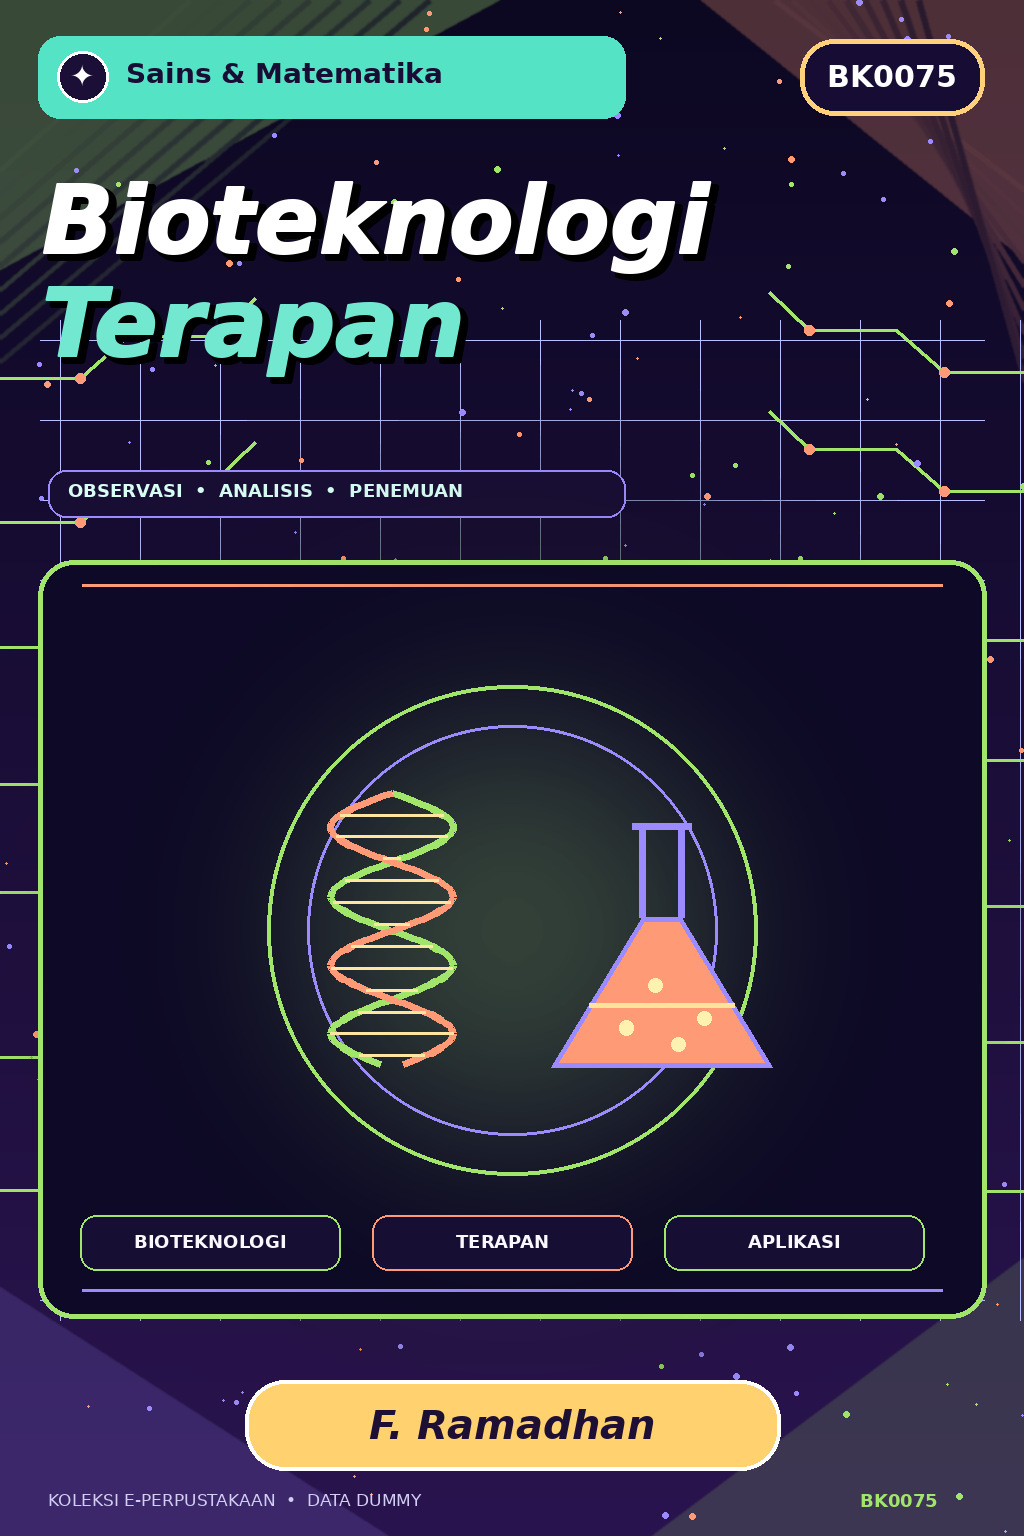 ✦ Sains & Matematika
BK0075
Bioteknologi
Terapan
OBSERVASI • ANALISIS • PENEMUAN
BIOTEKNOLOGI
TERAPAN
APLIKASI
F. Ramadhan
KOLEKSI E-PERPUSTAKAAN • DATA DUMMY
BK0075